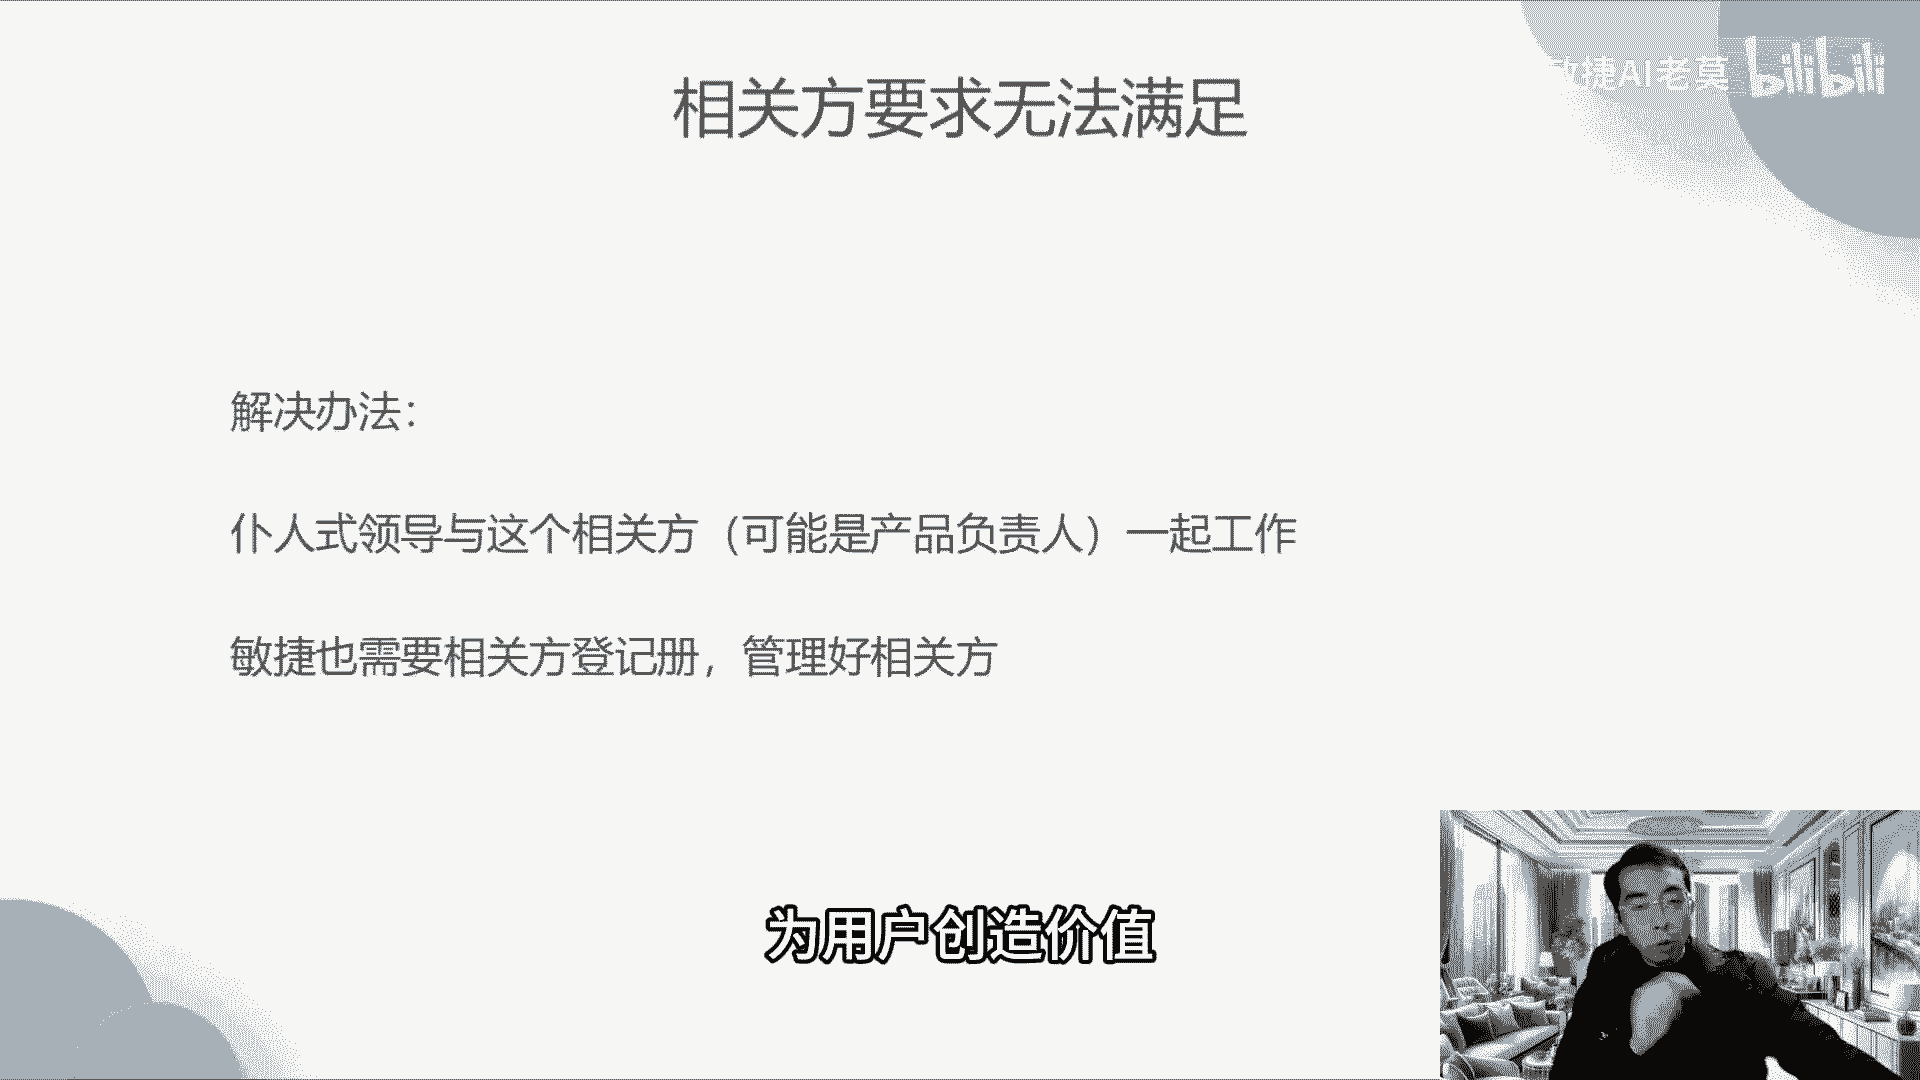 敏捷AI老莫 bilibili
相关方要求无法满足
解决办法：
仆人式领导与这个相关方（可能是产品负责人）一起工作
敏捷也需要相关方登记册，管理好相关方
为用户创造价值